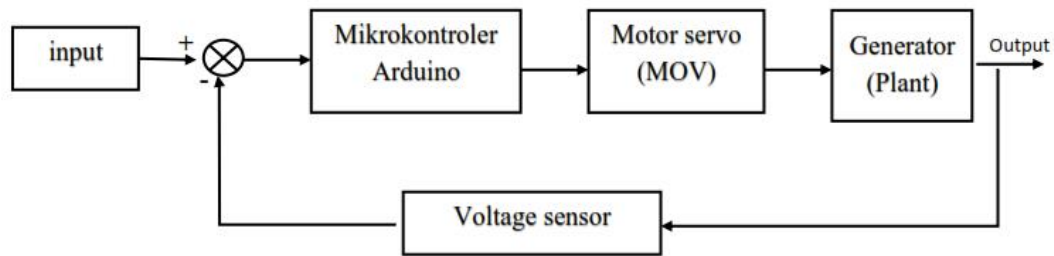 input
+
-
Mikrokontroler
Arduino
Motor servo
(MOV)
Generator
(Plant)
Output
Voltage sensor